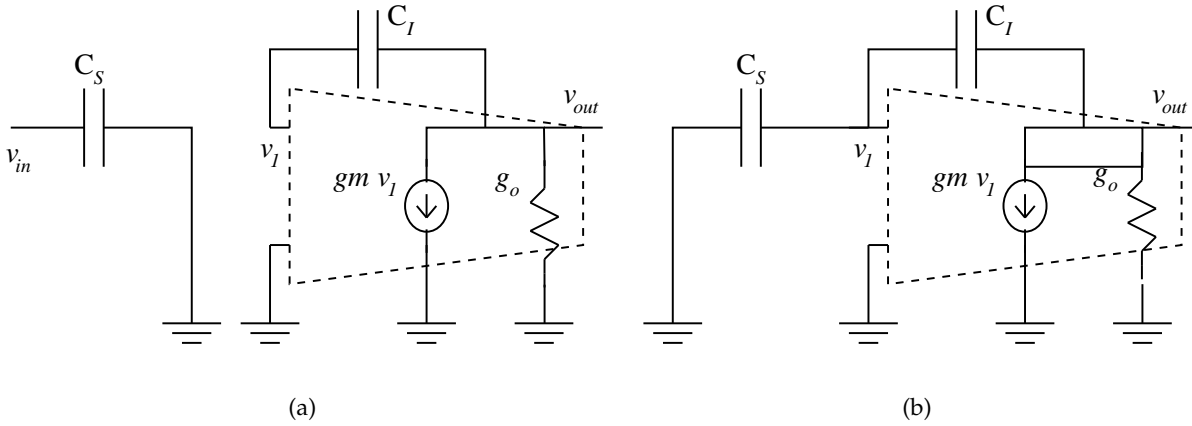 C_I
C_S
v_in
v_1
gm v_1
g_o
v_out
(a)
C_I
C_S
v_1
gm v_1
g_o
v_out
(b)